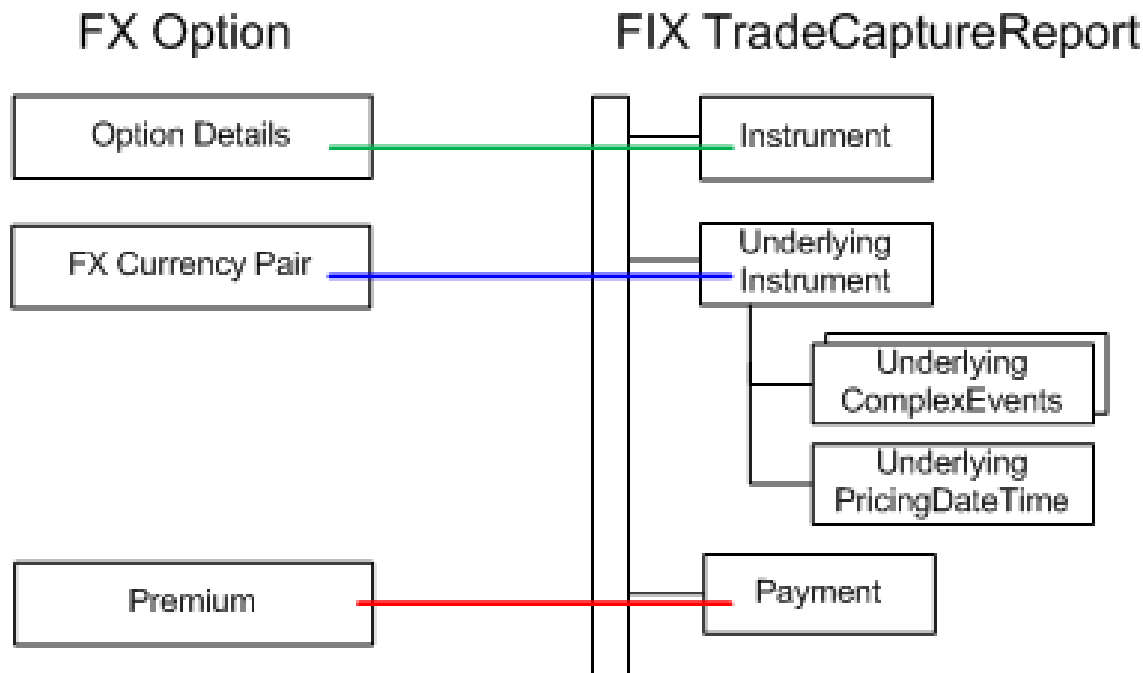 FX Option
FIX TradeCaptureReport
Option Details
Instrument
FX Currency Pair
Underlying
Instrument
Underlying
ComplexEvents
Underlying
PricingDateTime
Premium
Payment